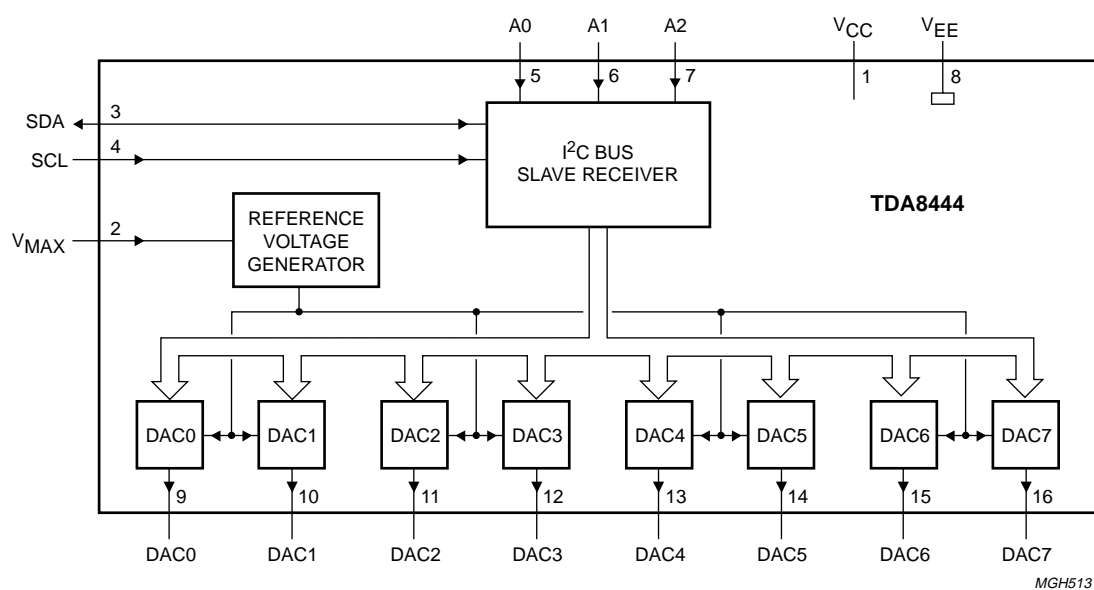 A0 A1 A2 VCC VEE
5 6 7 1 8
SDA 3
SCL 4
I2C BUS
SLAVE RECEIVER
TDA8444
VMAX 2
REFERENCE
VOLTAGE
GENERATOR
DAC0 DAC1 DAC2 DAC3 DAC4 DAC5 DAC6 DAC7
9 10 11 12 13 14 15 16
DAC0 DAC1 DAC2 DAC3 DAC4 DAC5 DAC6 DAC7
MGH513